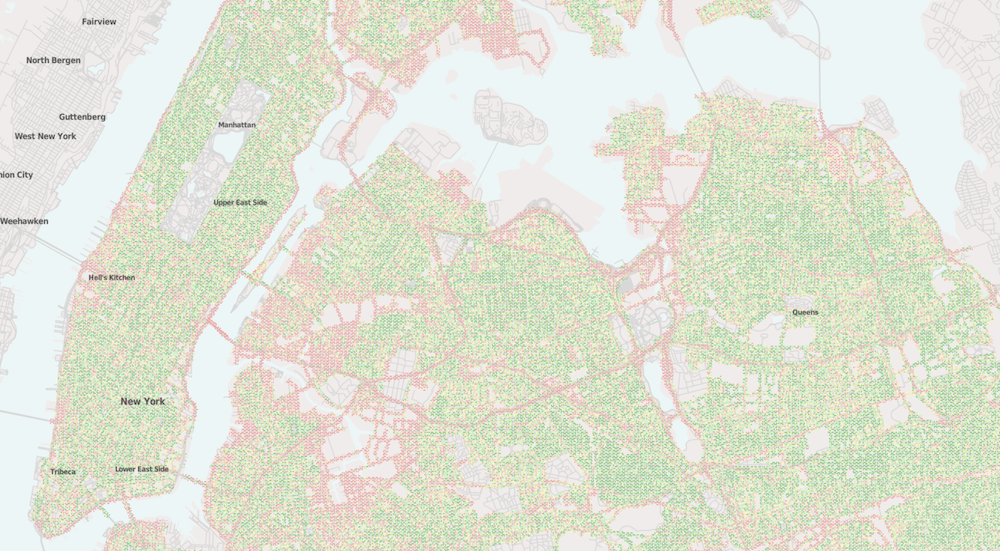 Fairview
North Bergen
Guttenberg
Manhattan
West New York
nion City
Upper East Side
Weehawken
Hell's Kitchen
Queens
New York
Tribeca
Lower East Side